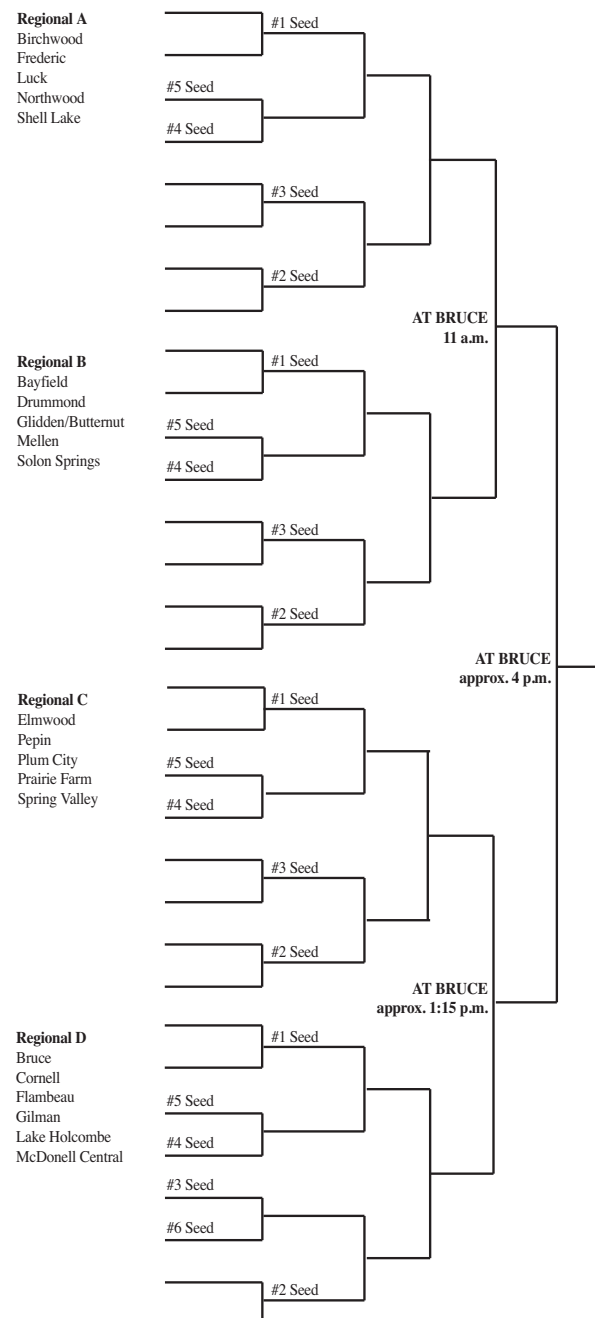 Regional A
Birchwood
Frederic
Luck
Northwood
Shell Lake
#1 Seed
#5 Seed
#4 Seed
#3 Seed
#2 Seed
AT BRUCE
11 a.m.
Regional B
Bayfield
Drummond
Glidden/Butternut
Mellen
Solon Springs
#1 Seed
#5 Seed
#4 Seed
#3 Seed
#2 Seed
AT BRUCE
approx. 4 p.m.
Regional C
Elmwood
Pepin
Plum City
Prairie Farm
Spring Valley
#1 Seed
#5 Seed
#4 Seed
#3 Seed
#2 Seed
AT BRUCE
approx. 1:15 p.m.
Regional D
Bruce
Cornell
Flambeau
Gilman
Lake Holcombe
McDonell Central
#1 Seed
#5 Seed
#4 Seed
#3 Seed
#6 Seed
#2 Seed